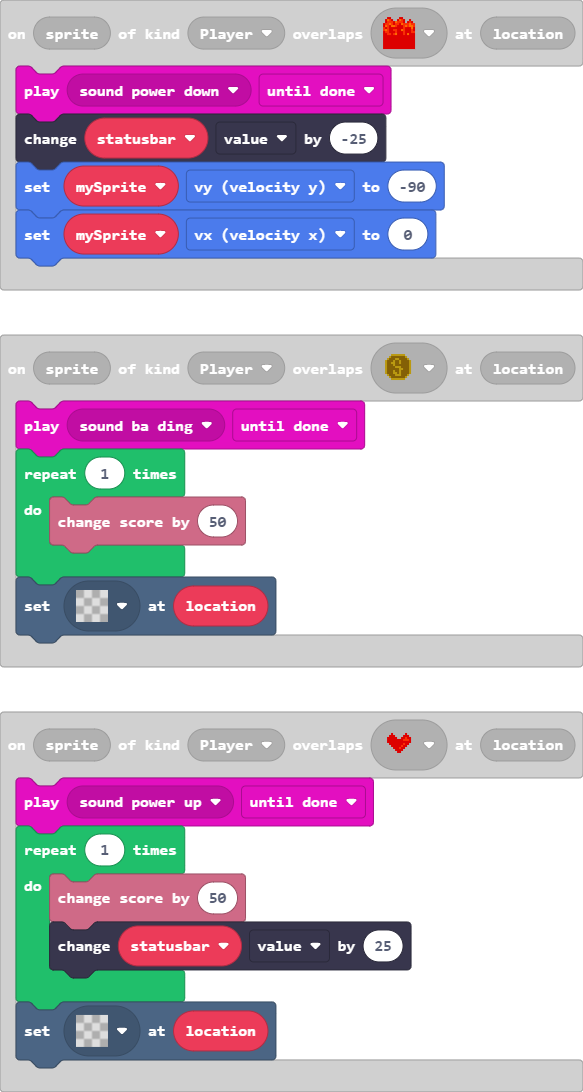 on sprite of kind Player overlaps at location
play sound power down until done
change statusbar value by -25
set mySprite vy (velocity y) to -90
set mySprite vx (velocity x) to 0
on sprite of kind Player overlaps $ at location
play sound ba ding until done
repeat 1 times
do
change score by 50
set at location
on sprite of kind Player overlaps at location
play sound power up until done
repeat 1 times
do
change score by 50
change statusbar value by 25
set at location